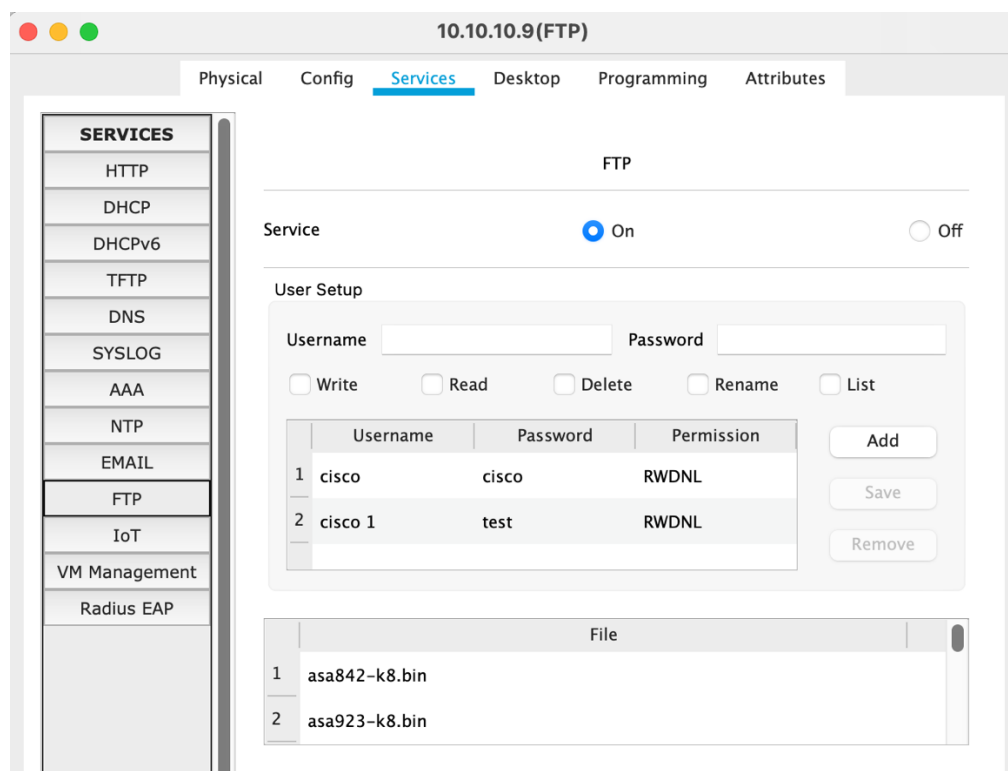 10.10.10.9(FTP)
Physical Config Services Desktop Programming Attributes
SERVICES
HTTP
DHCP
DHCPv6
TFTP
DNS
SYSLOG
AAA
NTP
EMAIL
FTP
IoT
VM Management
Radius EAP
FTP
Service On Off
User Setup
Username Password
Write Read Delete Rename List
Username Password Permission
1 cisco cisco RWDNL
2 cisco 1 test RWDNL
Add
Save
Remove
File
1 asa842-k8.bin
2 asa923-k8.bin